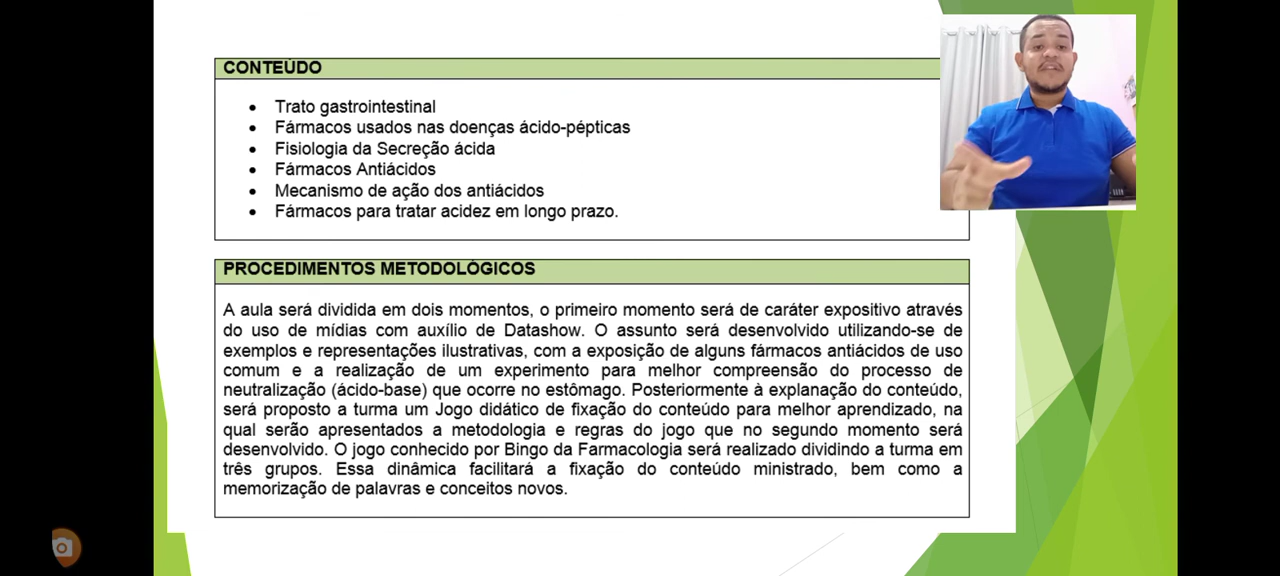 CONTEÚDO
• Trato gastrointestinal
• Fármacos usados nas doenças ácido-pépticas
• Fisiologia da Secreção ácida
• Fármacos Antiácidos
• Mecanismo de ação dos antiácidos
• Fármacos para tratar acidez em longo prazo.
PROCEDIMENTOS METODOLÓGICOS
A aula será dividida em dois momentos, o primeiro momento será de caráter expositivo através
do uso de mídias com auxílio de Datashow. O assunto será desenvolvido utilizando-se de
exemplos e representações ilustrativas, com a exposição de alguns fármacos antiácidos de uso
comum e a realização de um experimento para melhor compreensão do processo de
neutralização (ácido-base) que ocorre no estômago. Posteriormente à explanação do conteúdo,
será proposto a turma um Jogo didático de fixação do conteúdo para melhor aprendizado, na
qual serão apresentados a metodologia e regras do jogo que no segundo momento será
desenvolvido. O jogo conhecido por Bingo da Farmacologia será realizado dividindo a turma em
três grupos. Essa dinâmica facilitará a fixação do conteúdo ministrado, bem como a
memorização de palavras e conceitos novos.